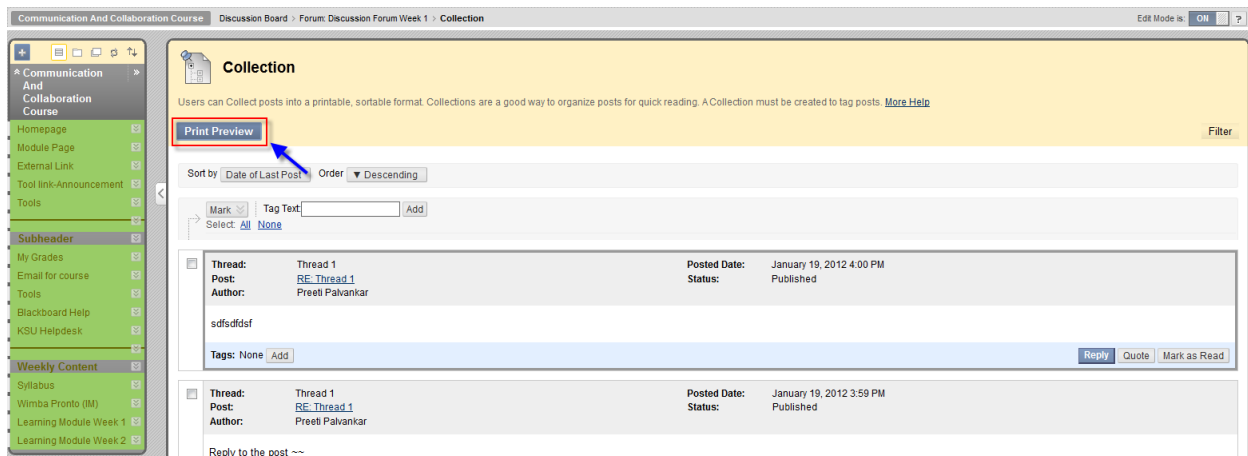 Communication And Collaboration Course Discussion Board > Forum: Discussion Forum Week 1 > Collection Edit Mode is: ON ?
Communication
And
Collaboration
Course
Homepage
Module Page
External Link
Tool link-Announcement
Tools
Subheader
My Grades
Email for course
Tools
Blackboard Help
KSU Helpdesk
Weekly Content
Syllabus
Wimba Pronto (IM)
Learning Module Week 1
Learning Module Week 2
Collection
Users can Collect posts into a printable, sortable format. Collections are a good way to organize posts for quick reading. A Collection must be created to tag posts. More Help
Print Preview Filter
Sort by Date of Last Post Order ▼ Descending
Mark Tag Text Add
Select: All None
Thread: Thread 1 Posted Date: January 19, 2012 4:00 PM
Post: RE: Thread 1 Status: Published
Author: Preeti Palvankar
sdfsdfdsf
Tags: None Add Reply Quote Mark as Read
Thread: Thread 1 Posted Date: January 19, 2012 3:59 PM
Post: RE: Thread 1 Status: Published
Author: Preeti Palvankar
Reply to the post ~~